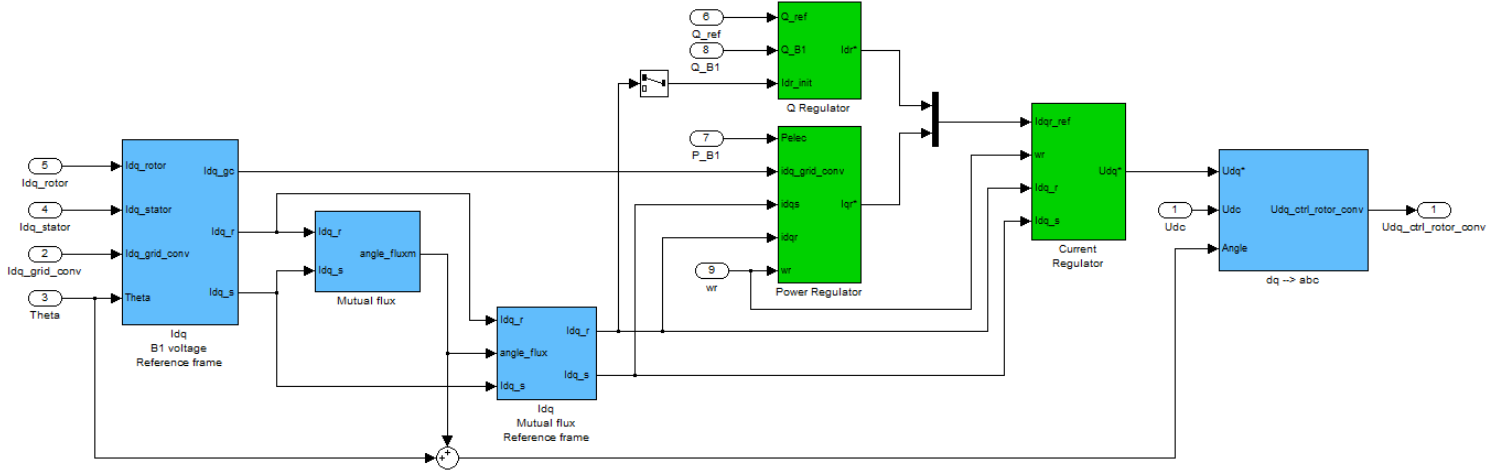 5
Idq_rotor
4
Idq_stator
2
Idq_grid_conv
3
Theta
Idq_rotor
Idq_stator
Idq_grid_conv
Theta
Idq_gc
Idq_r
Idq_s
Idq
B1 voltage
Reference frame
Idq_r
Idq_s
angle_fluxm
Mutual flux
Idq_r
angle_flux
Idq_s
Idq_r
Idq_s
Idq
Mutual flux
Reference frame
+
+
6
Q_ref
8
Q_B1
Q_ref
Q_B1
Idr_init
Idr*
Q Regulator
7
P_B1
9
wr
Pelec
idq_grid_conv
idqs
idqr
wr
Iqr*
Power Regulator
Idqr_ref
wr
Idq_r
Idq_s
Udq*
Current
Regulator
1
Udc
Udq*
Udc
Angle
Udq_ctrl_rotor_conv
dq --> abc
1
Udq_ctrl_rotor_conv